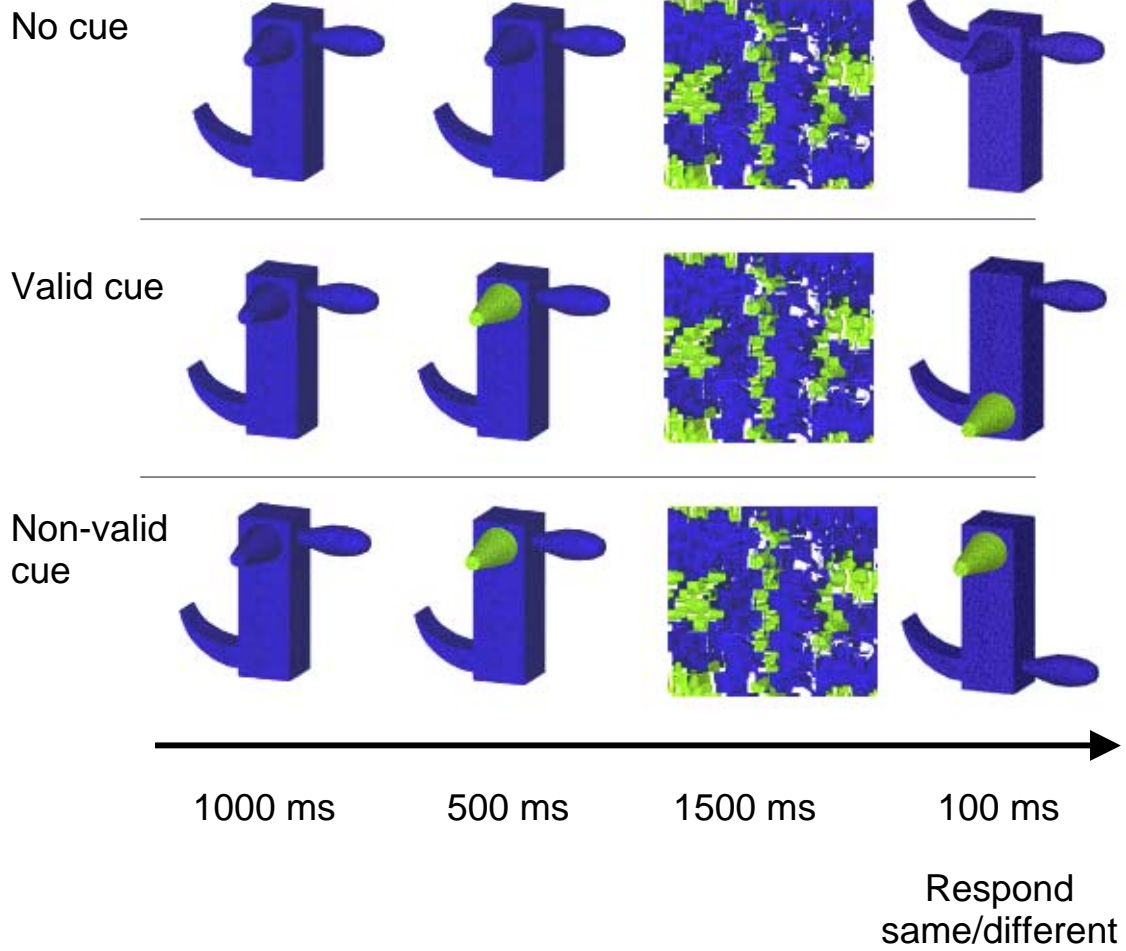 No cue
Valid cue
Non-valid
cue
1000 ms
500 ms
1500 ms
100 ms
Respond
same/different